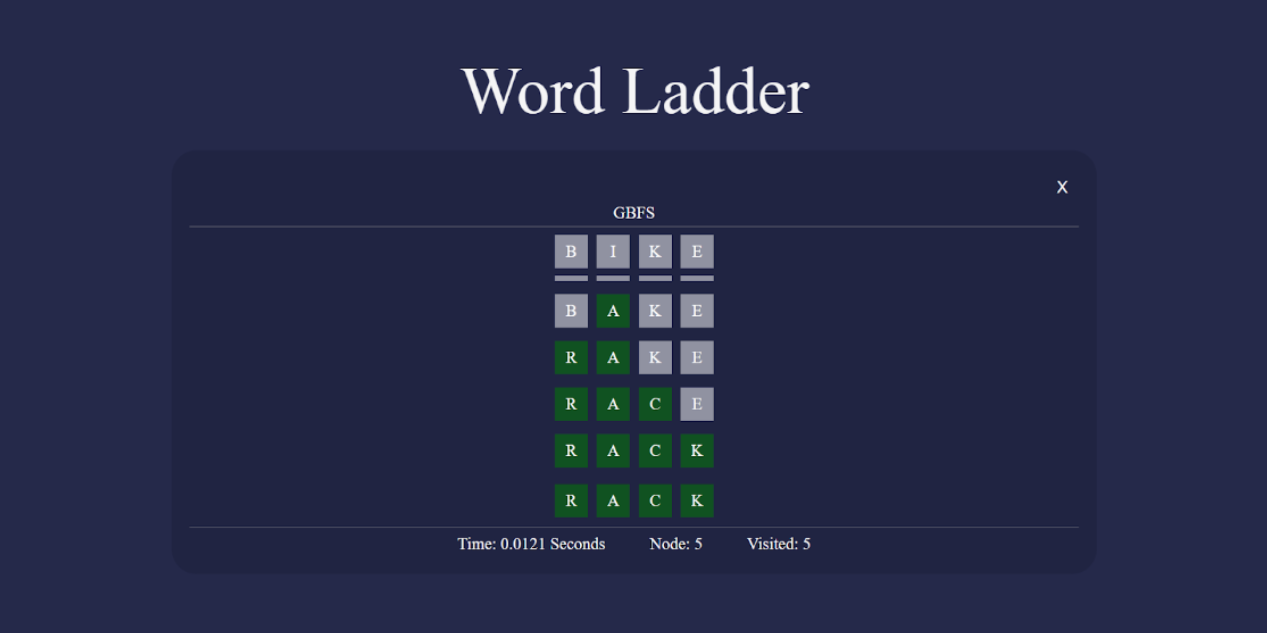 Word Ladder
X
GBFS
B I K E
B A K E
R A K E
R A C E
R A C K
R A C K
Time: 0.0121 Seconds Node: 5 Visited: 5